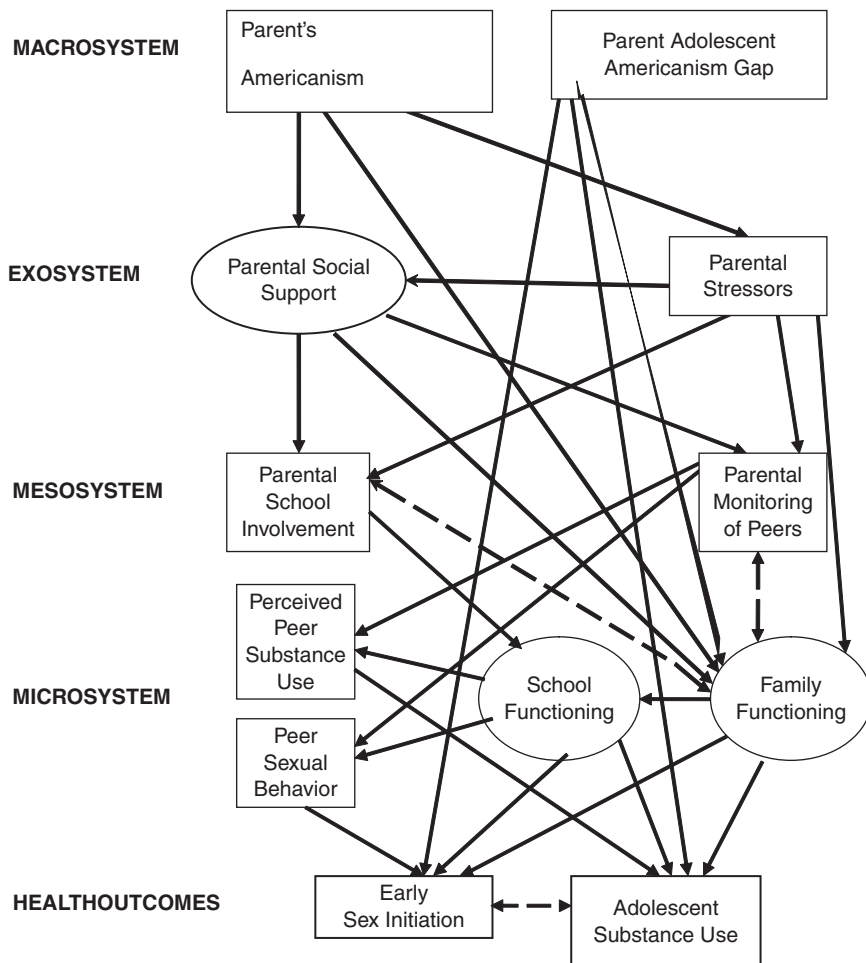 MACROSYSTEM
Parent's
Americanism
Parent Adolescent
Americanism Gap
EXOSYSTEM
Parental Social
Support
Parental
Stressors
MESOSYSTEM
Parental
School
Involvement
Parental
Monitoring
of Peers
MICROSYSTEM
Perceived
Peer
Substance
Use
School
Functioning
Family
Functioning
Peer
Sexual
Behavior
HEALTHOUTCOMES
Early
Sex Initiation
Adolescent
Substance Use